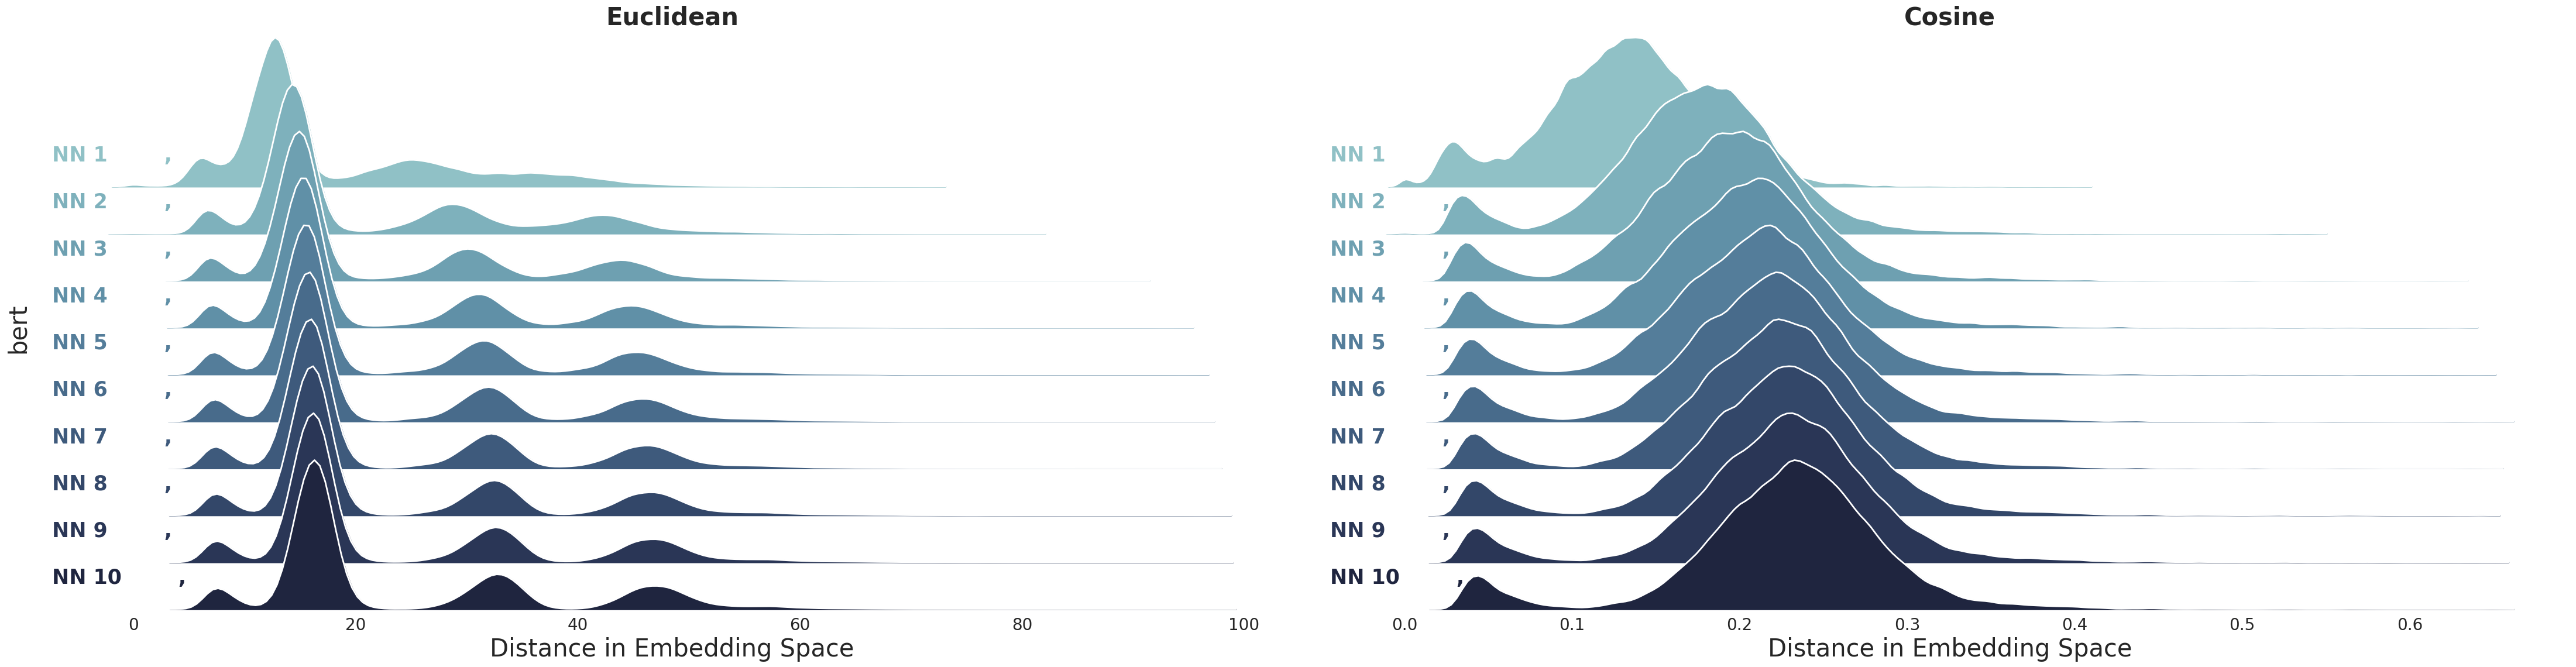 Euclidean
Cosine
bert
NN 1 ,
NN 2 ,
NN 3 ,
NN 4 ,
NN 5 ,
NN 6 ,
NN 7 ,
NN 8 ,
NN 9 ,
NN 10 ,
0 20 40 60 80 100
Distance in Embedding Space
NN 1
NN 2 ,
NN 3 ,
NN 4 ,
NN 5 ,
NN 6 ,
NN 7 ,
NN 8 ,
NN 9 ,
NN 10 ,
0.0 0.1 0.2 0.3 0.4 0.5 0.6
Distance in Embedding Space